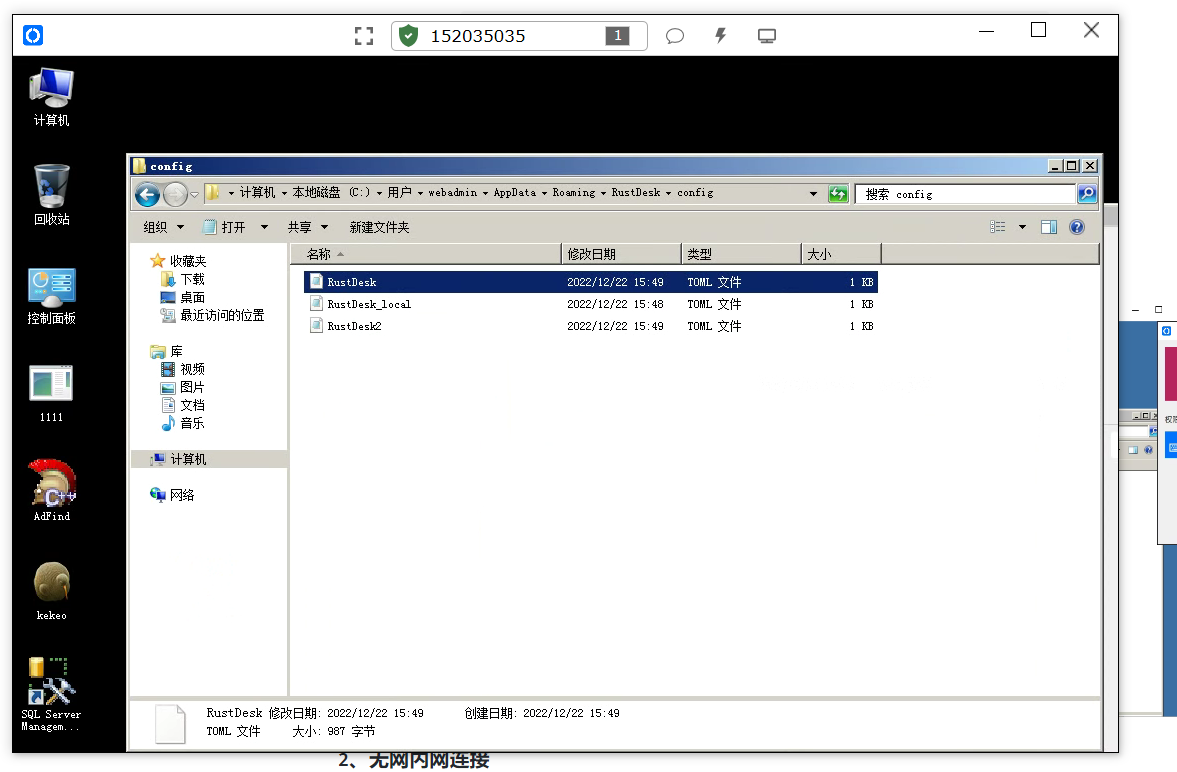 152035035
1
计算机
回收站
控制面板
1111
AdFind
kekeo
SQL Server
Managem...
config
计算机 本地磁盘 (C:) 用户 webadmin AppData Roaming RustDesk config
搜索 config
组织 打开 共享 新建文件夹
收藏夹
下载
桌面
最近访问的位置
库
视频
图片
文档
音乐
计算机
网络
名称 修改日期 类型 大小
RustDesk 2022/12/22 15:49 TOML 文件 1 KB
RustDesk_local 2022/12/22 15:48 TOML 文件 1 KB
RustDesk2 2022/12/22 15:49 TOML 文件 1 KB
RustDesk 修改日期: 2022/12/22 15:49 创建日期: 2022/12/22 15:49
TOML 文件 大小: 987 字节
2、无网内网连接